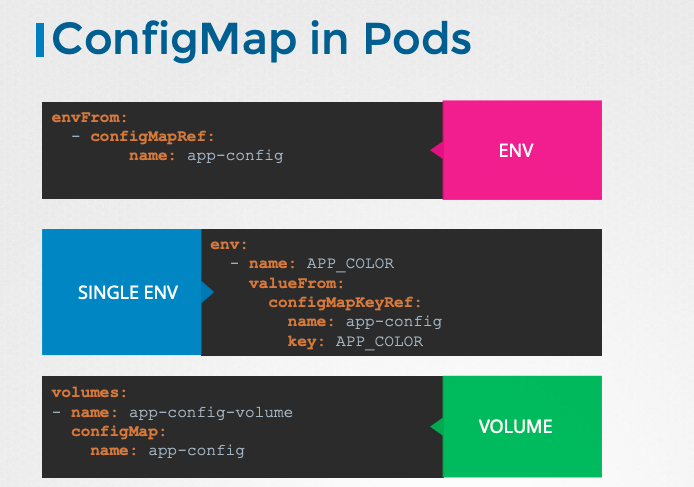 ConfigMap in Pods
envFrom:
  - configMapRef:
        name: app-config
ENV
SINGLE ENV
env:
  - name: APP_COLOR
    valueFrom:
      configMapKeyRef:
        name: app-config
        key: APP_COLOR
volumes:
- name: app-config-volume
  configMap:
    name: app-config
VOLUME